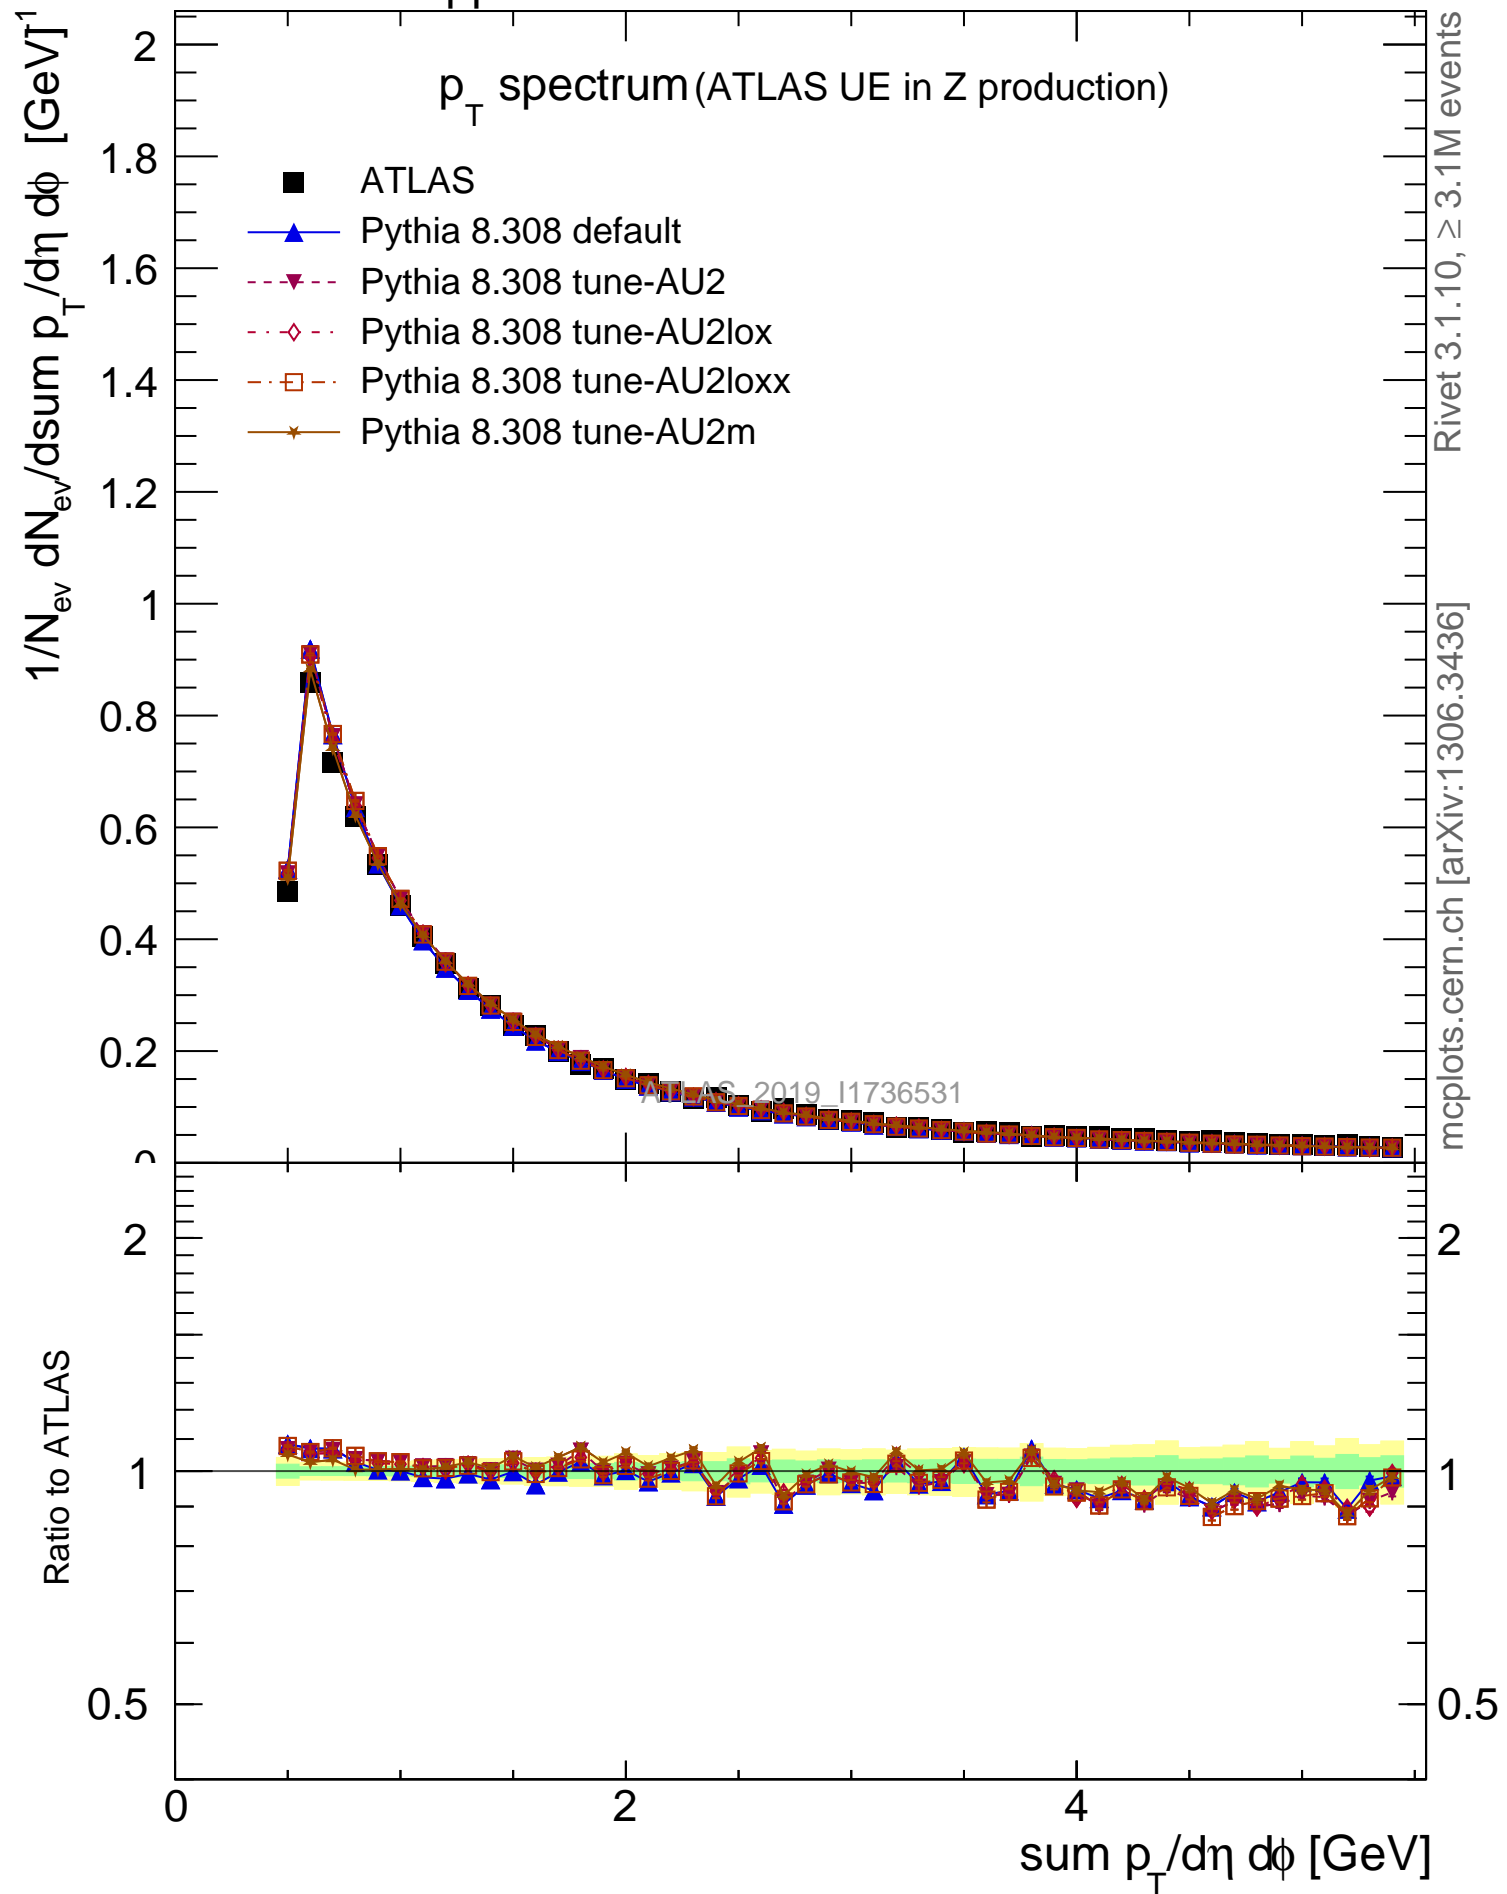 pp
p_T spectrum (ATLAS UE in Z production)
1/N_ev dN_ev/dsum p_T/dη dϕ [GeV]^-1
ATLAS
Pythia 8.308 default
Pythia 8.308 tune-AU2
Pythia 8.308 tune-AU2lox
Pythia 8.308 tune-AU2loxx
Pythia 8.308 tune-AU2m
2
1.8
1.6
1.4
1.2
1
0.8
0.6
0.4
0.2
0
ATLAS_2019_I1736531
Rivet 3.1.10, ≥ 3.1M events
mcplots.cern.ch [arXiv:1306.3436]
Ratio to ATLAS
2
1
0.5
2
1
0.5
0 2 4
sum p_T/dη dϕ [GeV]